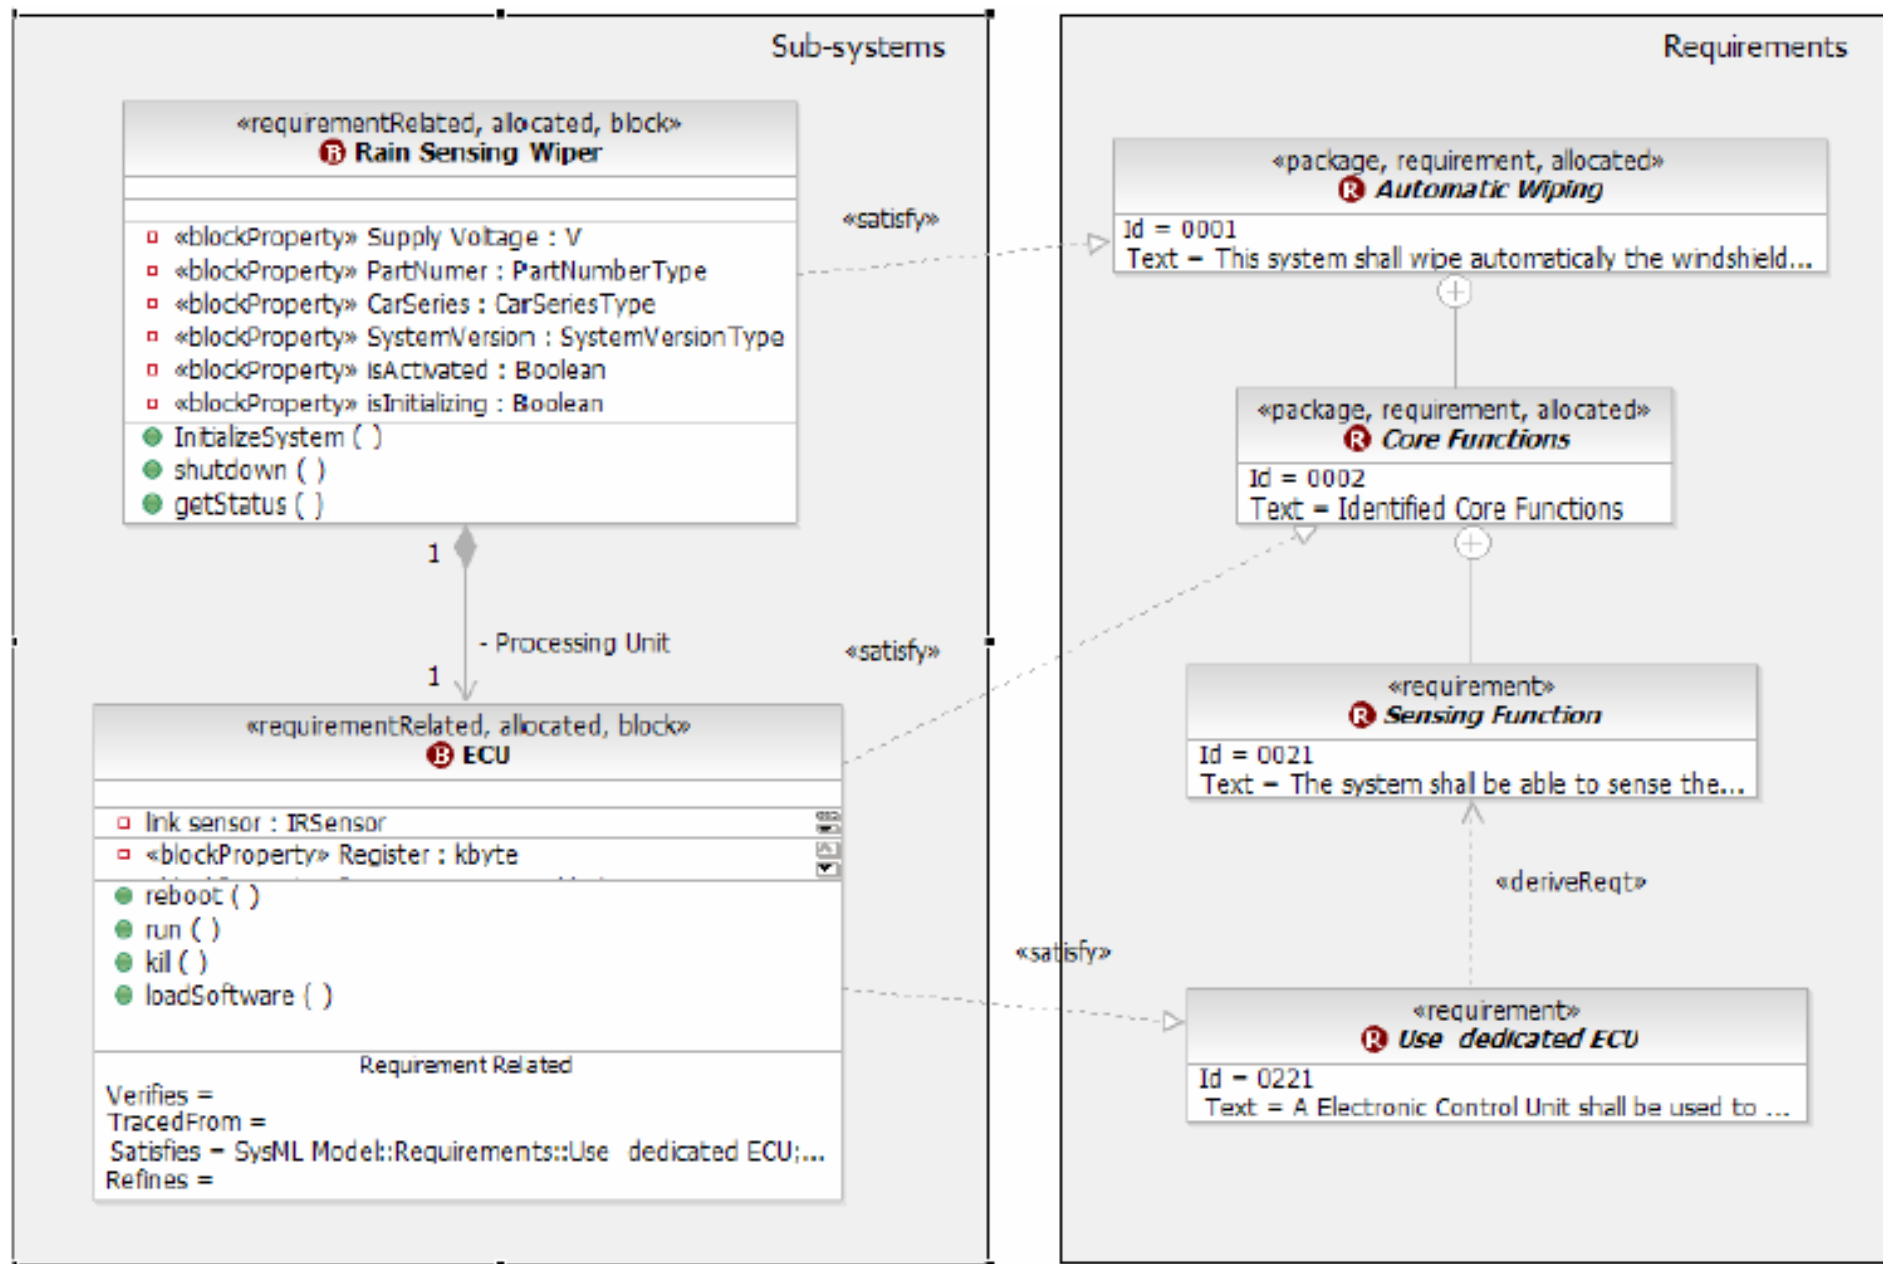 Sub-systems
«requirementRelated, allocated, block»
B Rain Sensing Wiper
«blockProperty» Supply Voltage : V
«blockProperty» PartNumer : PartNumberType
«blockProperty» CarSeries : CarSeriesType
«blockProperty» SystemVersion : SystemVersionType
«blockProperty» isActivated : Boolean
«blockProperty» isInitializing : Boolean
InitializeSystem ( )
shutdown ( )
getStatus ( )
1
- Processing Unit
1
«requirementRelated, allocated, block»
B ECU
link sensor : IRSensor
«blockProperty» Register : kbyte
reboot ( )
run ( )
kill ( )
loadSoftware ( )
Requirement Related
Verifies =
TracedFrom =
Satisfies = SysML Model::Requirements::Use dedicated ECU;...
Refines =
«satisfy»
«satisfy»
«satisfy»
Requirements
«package, requirement, allocated»
R Automatic Wiping
Id = 0001
Text = This system shall wipe automatically the windshield...
«package, requirement, allocated»
R Core Functions
Id = 0002
Text = Identified Core Functions
«requirement»
R Sensing Function
Id = 0021
Text = The system shall be able to sense the...
«deriveReqt»
«requirement»
R Use dedicated ECU
Id = 0221
Text = A Electronic Control Unit shall be used to ...